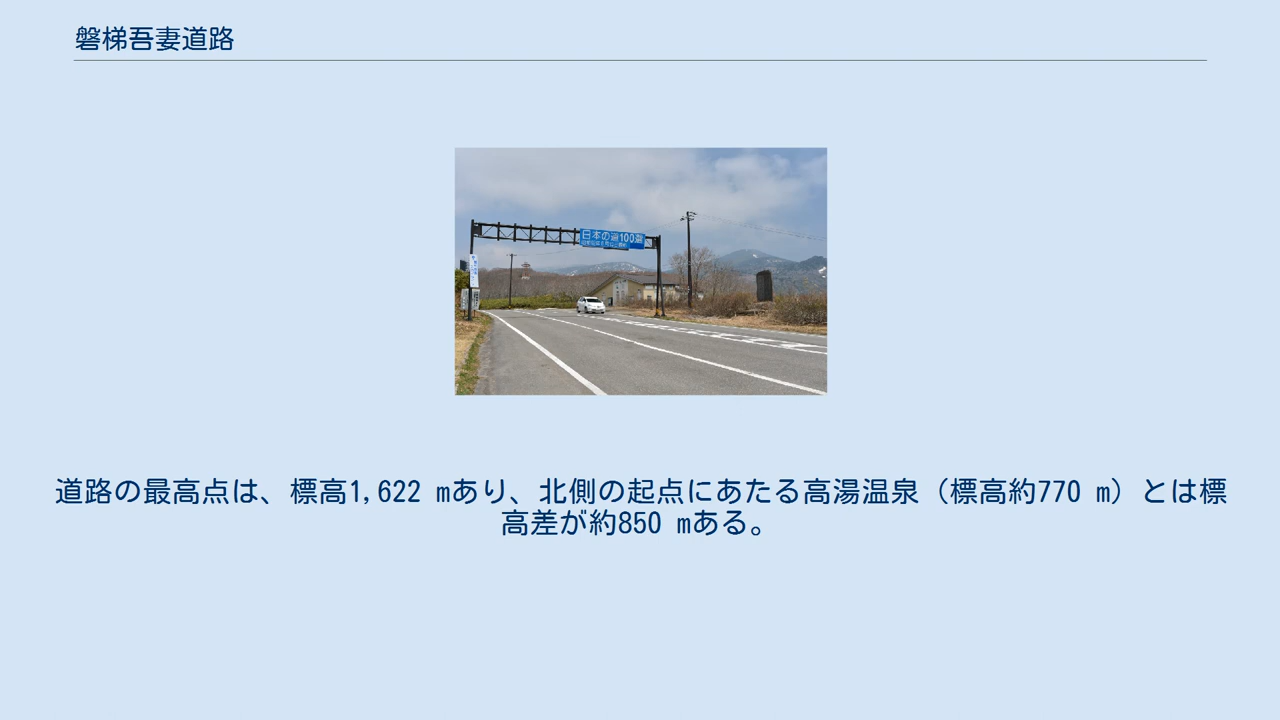 磐梯吾妻道路
日本の道100選
道路の最高点は、標高1,622 mあり、北側の起点にあたる高湯温泉（標高約770 m）とは標
高差が約850 mある。